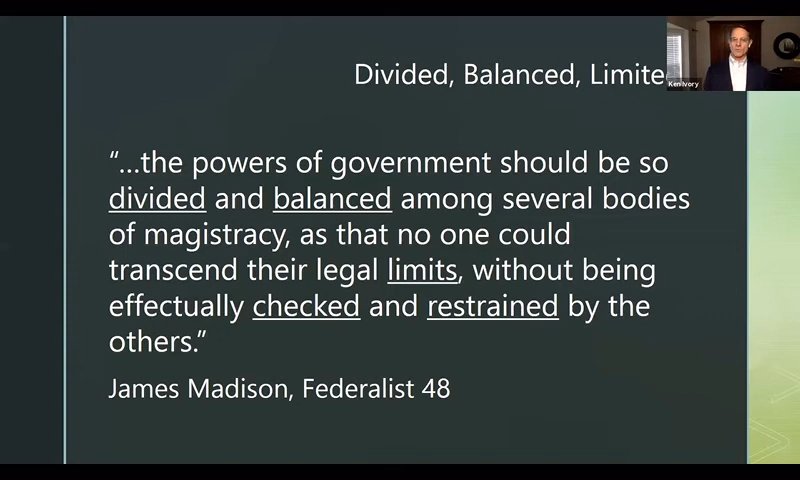 Divided, Balanced, Limite
Ken Ivory
“...the powers of government should be so
divided and balanced among several bodies
of magistracy, as that no one could
transcend their legal limits, without being
effectually checked and restrained by the
others.”
James Madison, Federalist 48